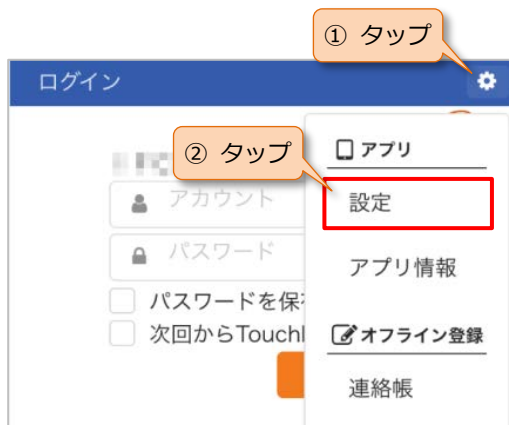 ① タップ
ログイン
② タップ
アプリ
アカウント
設定
パスワード
アプリ情報
パスワードを保
次回からTouch
オフライン登録
連絡帳